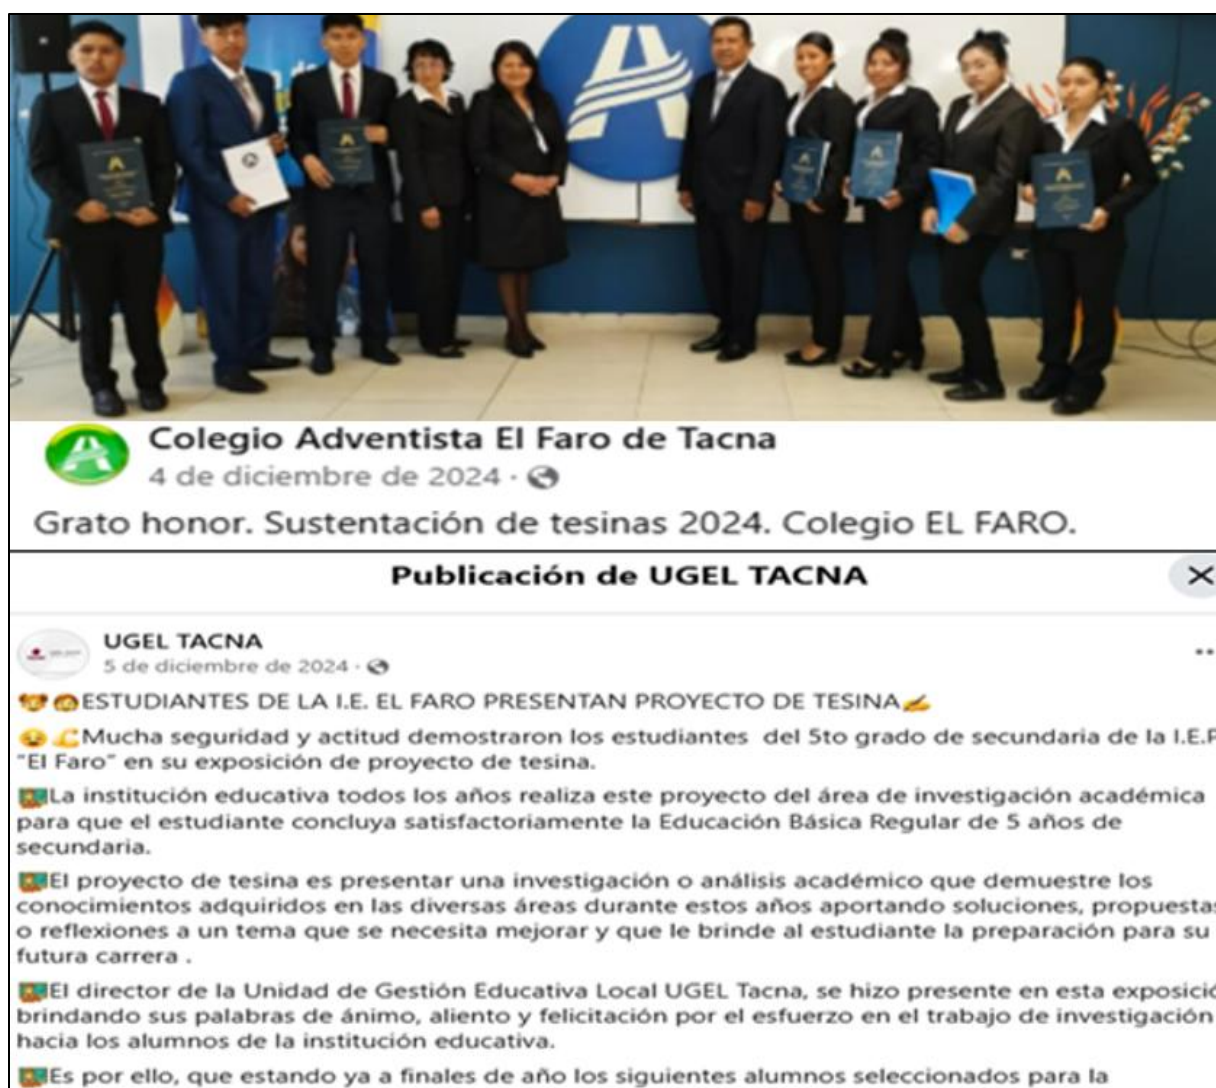 Colegio Adventista El Faro de Tacna
4 de diciembre de 2024 ·
Grato honor. Sustentación de tesinas 2024. Colegio EL FARO.
Publicación de UGEL TACNA
UGEL TACNA
5 de diciembre de 2024 ·
ESTUDIANTES DE LA I.E. EL FARO PRESENTAN PROYECTO DE TESINA
Mucha seguridad y actitud demostraron los estudiantes del 5to grado de secundaria de la I.E.P
"El Faro" en su exposición de proyecto de tesina.
La institución educativa todos los años realiza este proyecto del área de investigación académica
para que el estudiante concluya satisfactoriamente la Educación Básica Regular de 5 años de
secundaria.
El proyecto de tesina es presentar una investigación o análisis académico que demuestre los
conocimientos adquiridos en las diversas áreas durante estos años aportando soluciones, propuestas
o reflexiones a un tema que se necesita mejorar y que le brinde al estudiante la preparación para su
futura carrera .
El director de la Unidad de Gestión Educativa Local UGEL Tacna, se hizo presente en esta exposició
brindando sus palabras de ánimo, aliento y felicitación por el esfuerzo en el trabajo de investigación
hacia los alumnos de la institución educativa.
Es por ello, que estando ya a finales de año los siguientes alumnos seleccionados para la